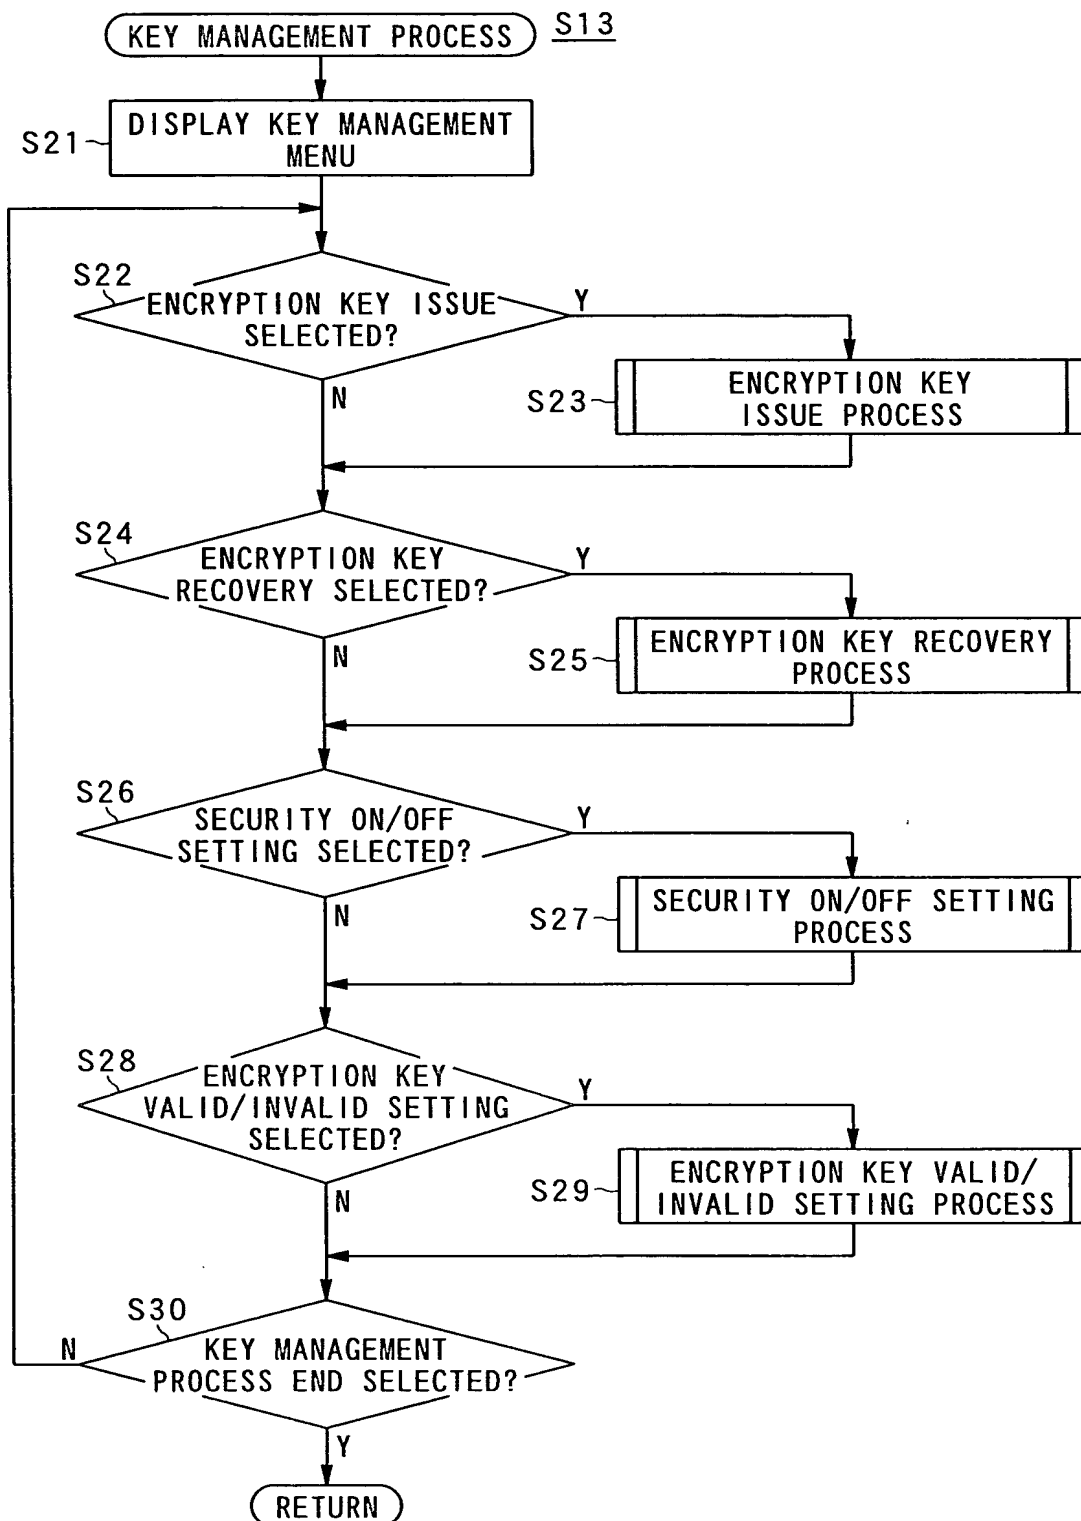 KEY MANAGEMENT PROCESS
S13
S21
DISPLAY KEY MANAGEMENT
MENU
S22
ENCRYPTION KEY ISSUE
SELECTED?
Y
N
S23
ENCRYPTION KEY
ISSUE PROCESS
S24
ENCRYPTION KEY
RECOVERY SELECTED?
Y
N
S25
ENCRYPTION KEY RECOVERY
PROCESS
S26
SECURITY ON/OFF
SETTING SELECTED?
Y
N
S27
SECURITY ON/OFF SETTING
PROCESS
S28
ENCRYPTION KEY
VALID/INVALID SETTING
SELECTED?
Y
N
S29
ENCRYPTION KEY VALID/
INVALID SETTING PROCESS
S30
KEY MANAGEMENT
PROCESS END SELECTED?
N
Y
RETURN